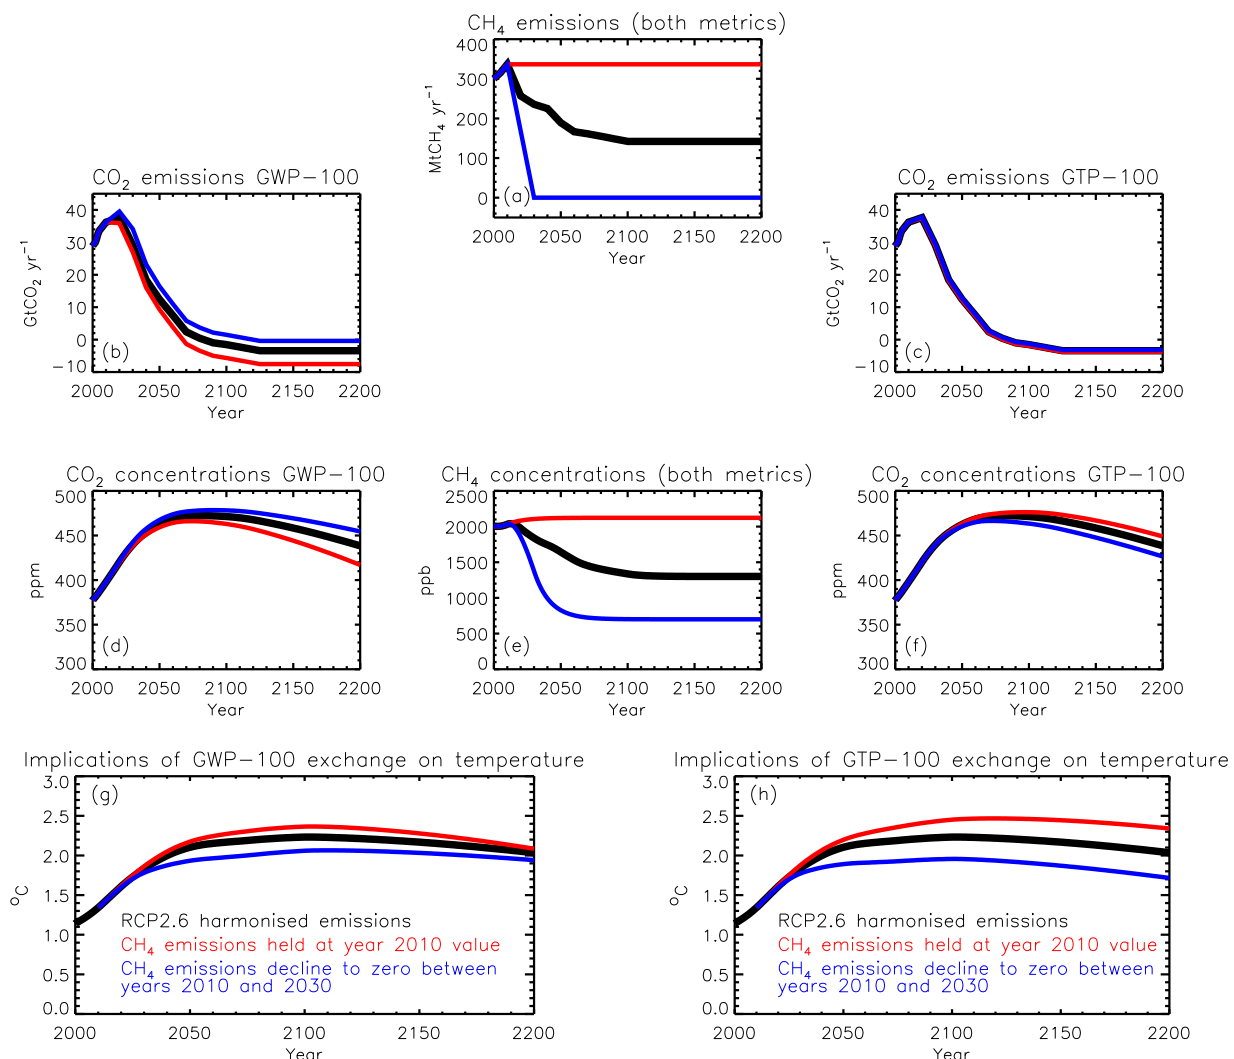 CH₄ emissions (both metrics)
400
300
200
100
0
MtCH₄ yr⁻¹
(a)
2000 2050 2100 2150 2200
Year
CO₂ emissions GWP-100
40
30
20
10
0
-10
GtCO₂ yr⁻¹
(b)
2000 2050 2100 2150 2200
Year
CO₂ emissions GTP-100
40
30
20
10
0
-10
GtCO₂ yr⁻¹
(c)
2000 2050 2100 2150 2200
Year
CO₂ concentrations GWP-100
500
450
400
350
300
ppm
(d)
2000 2050 2100 2150 2200
Year
CH₄ concentrations (both metrics)
2500
2000
1500
1000
500
0
ppb
(e)
2000 2050 2100 2150 2200
Year
CO₂ concentrations GTP-100
500
450
400
350
300
ppm
(f)
2000 2050 2100 2150 2200
Year
Implications of GWP-100 exchange on temperature
3.0
2.5
2.0
1.5
1.0
0.5
0.0
°C
(g)
RCP2.6 harmonised emissions
CH₄ emissions held at year 2010 value
CH₄ emissions decline to zero between
years 2010 and 2030
2000 2050 2100 2150 2200
Year
Implications of GTP-100 exchange on temperature
3.0
2.5
2.0
1.5
1.0
0.5
0.0
°C
(h)
RCP2.6 harmonised emissions
CH₄ emissions held at year 2010 value
CH₄ emissions decline to zero between
years 2010 and 2030
2000 2050 2100 2150 2200
Year